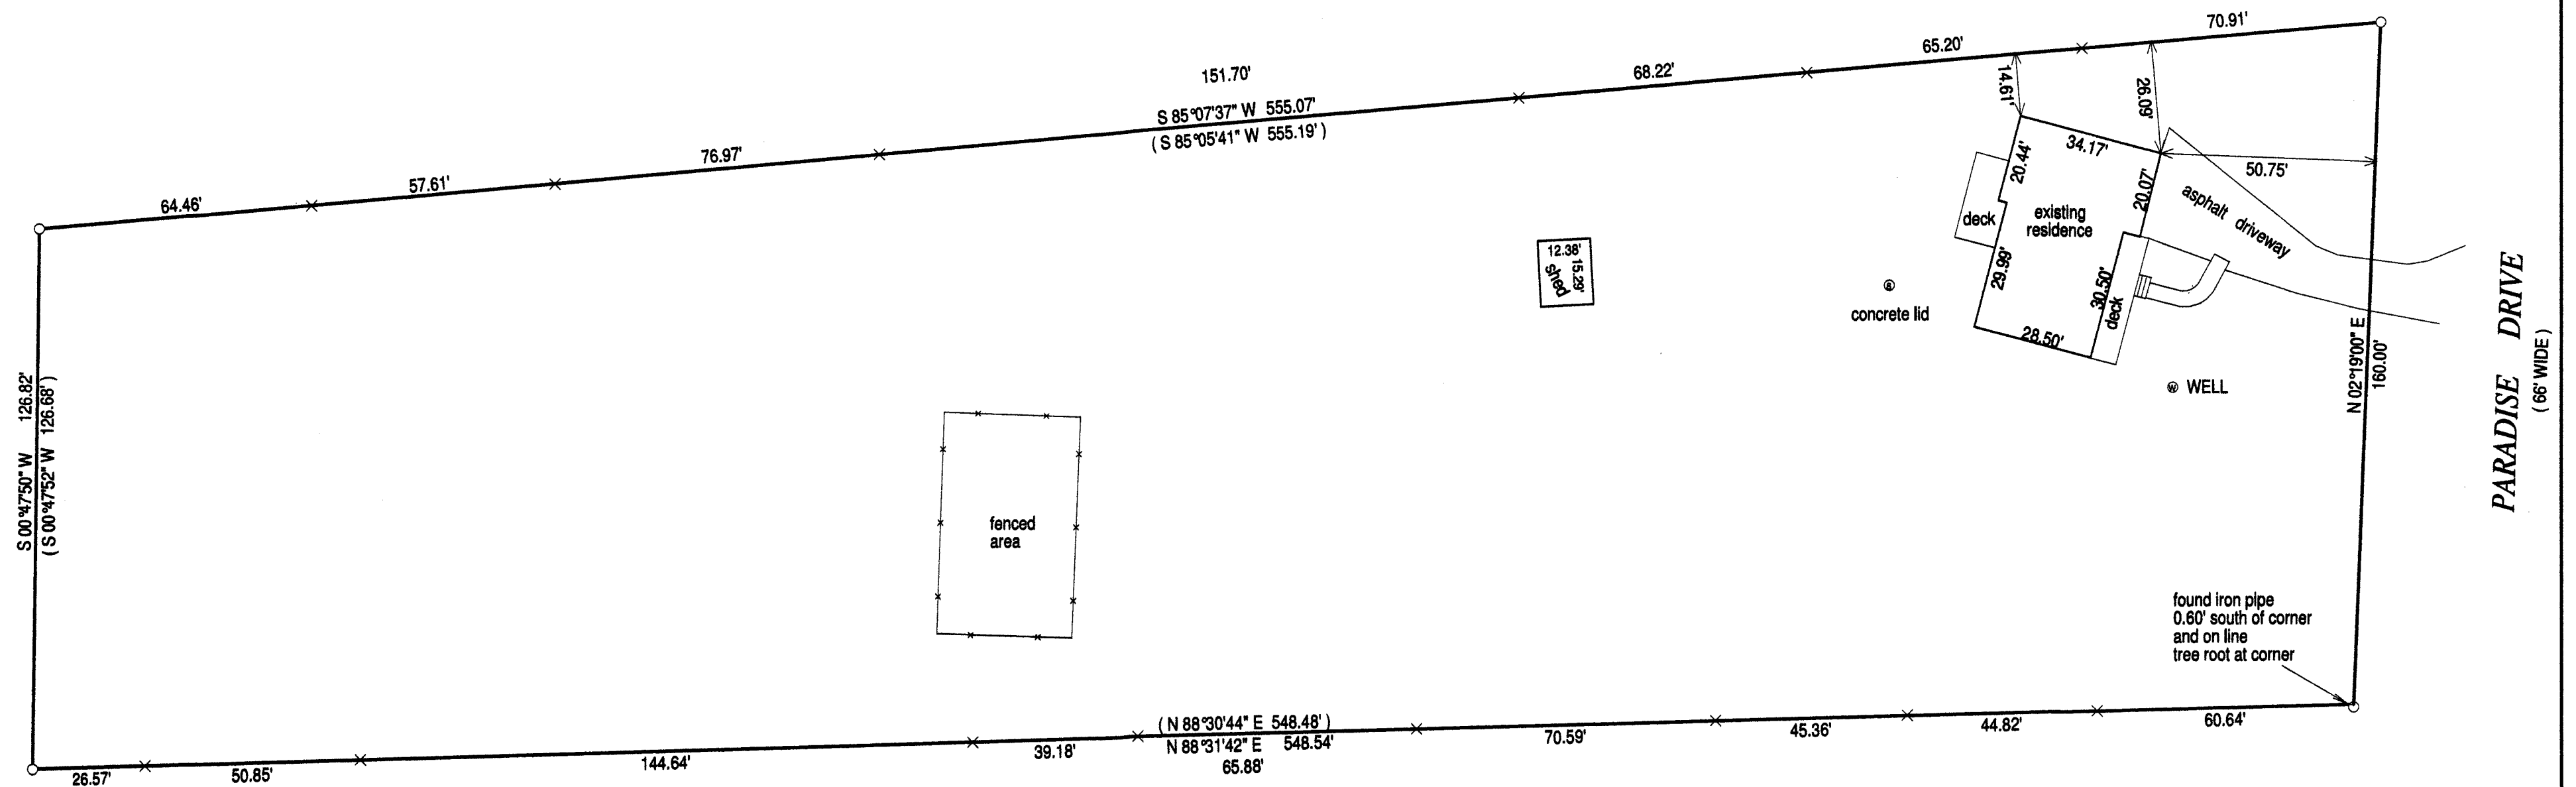 70.91'
65.20'
68.22'
151.70'
S 85°07'37" W 555.07'
( S 85°05'41" W 555.19' )
76.97'
57.61'
64.46'
14.61'
26.09'
34.17'
50.75'
20.44'
20.07'
existing
residence
deck
29.99'
30.50'
deck
28.50'
asphalt driveway
12.38'
15.29'
shed
concrete lid
WELL
N 02°19'00" E
160.00'
PARADISE DRIVE
( 66' WIDE )
S 00°47'50" W 126.82'
( S 00°47'52" W 126.68' )
fenced
area
found iron pipe
0.60' south of corner
and on line
tree root at corner
( N 88°30'44" E 548.48' )
N 88°31'42" E 548.54'
26.57'
50.85'
144.64'
39.18'
65.88'
70.59'
45.36'
44.82'
60.64'